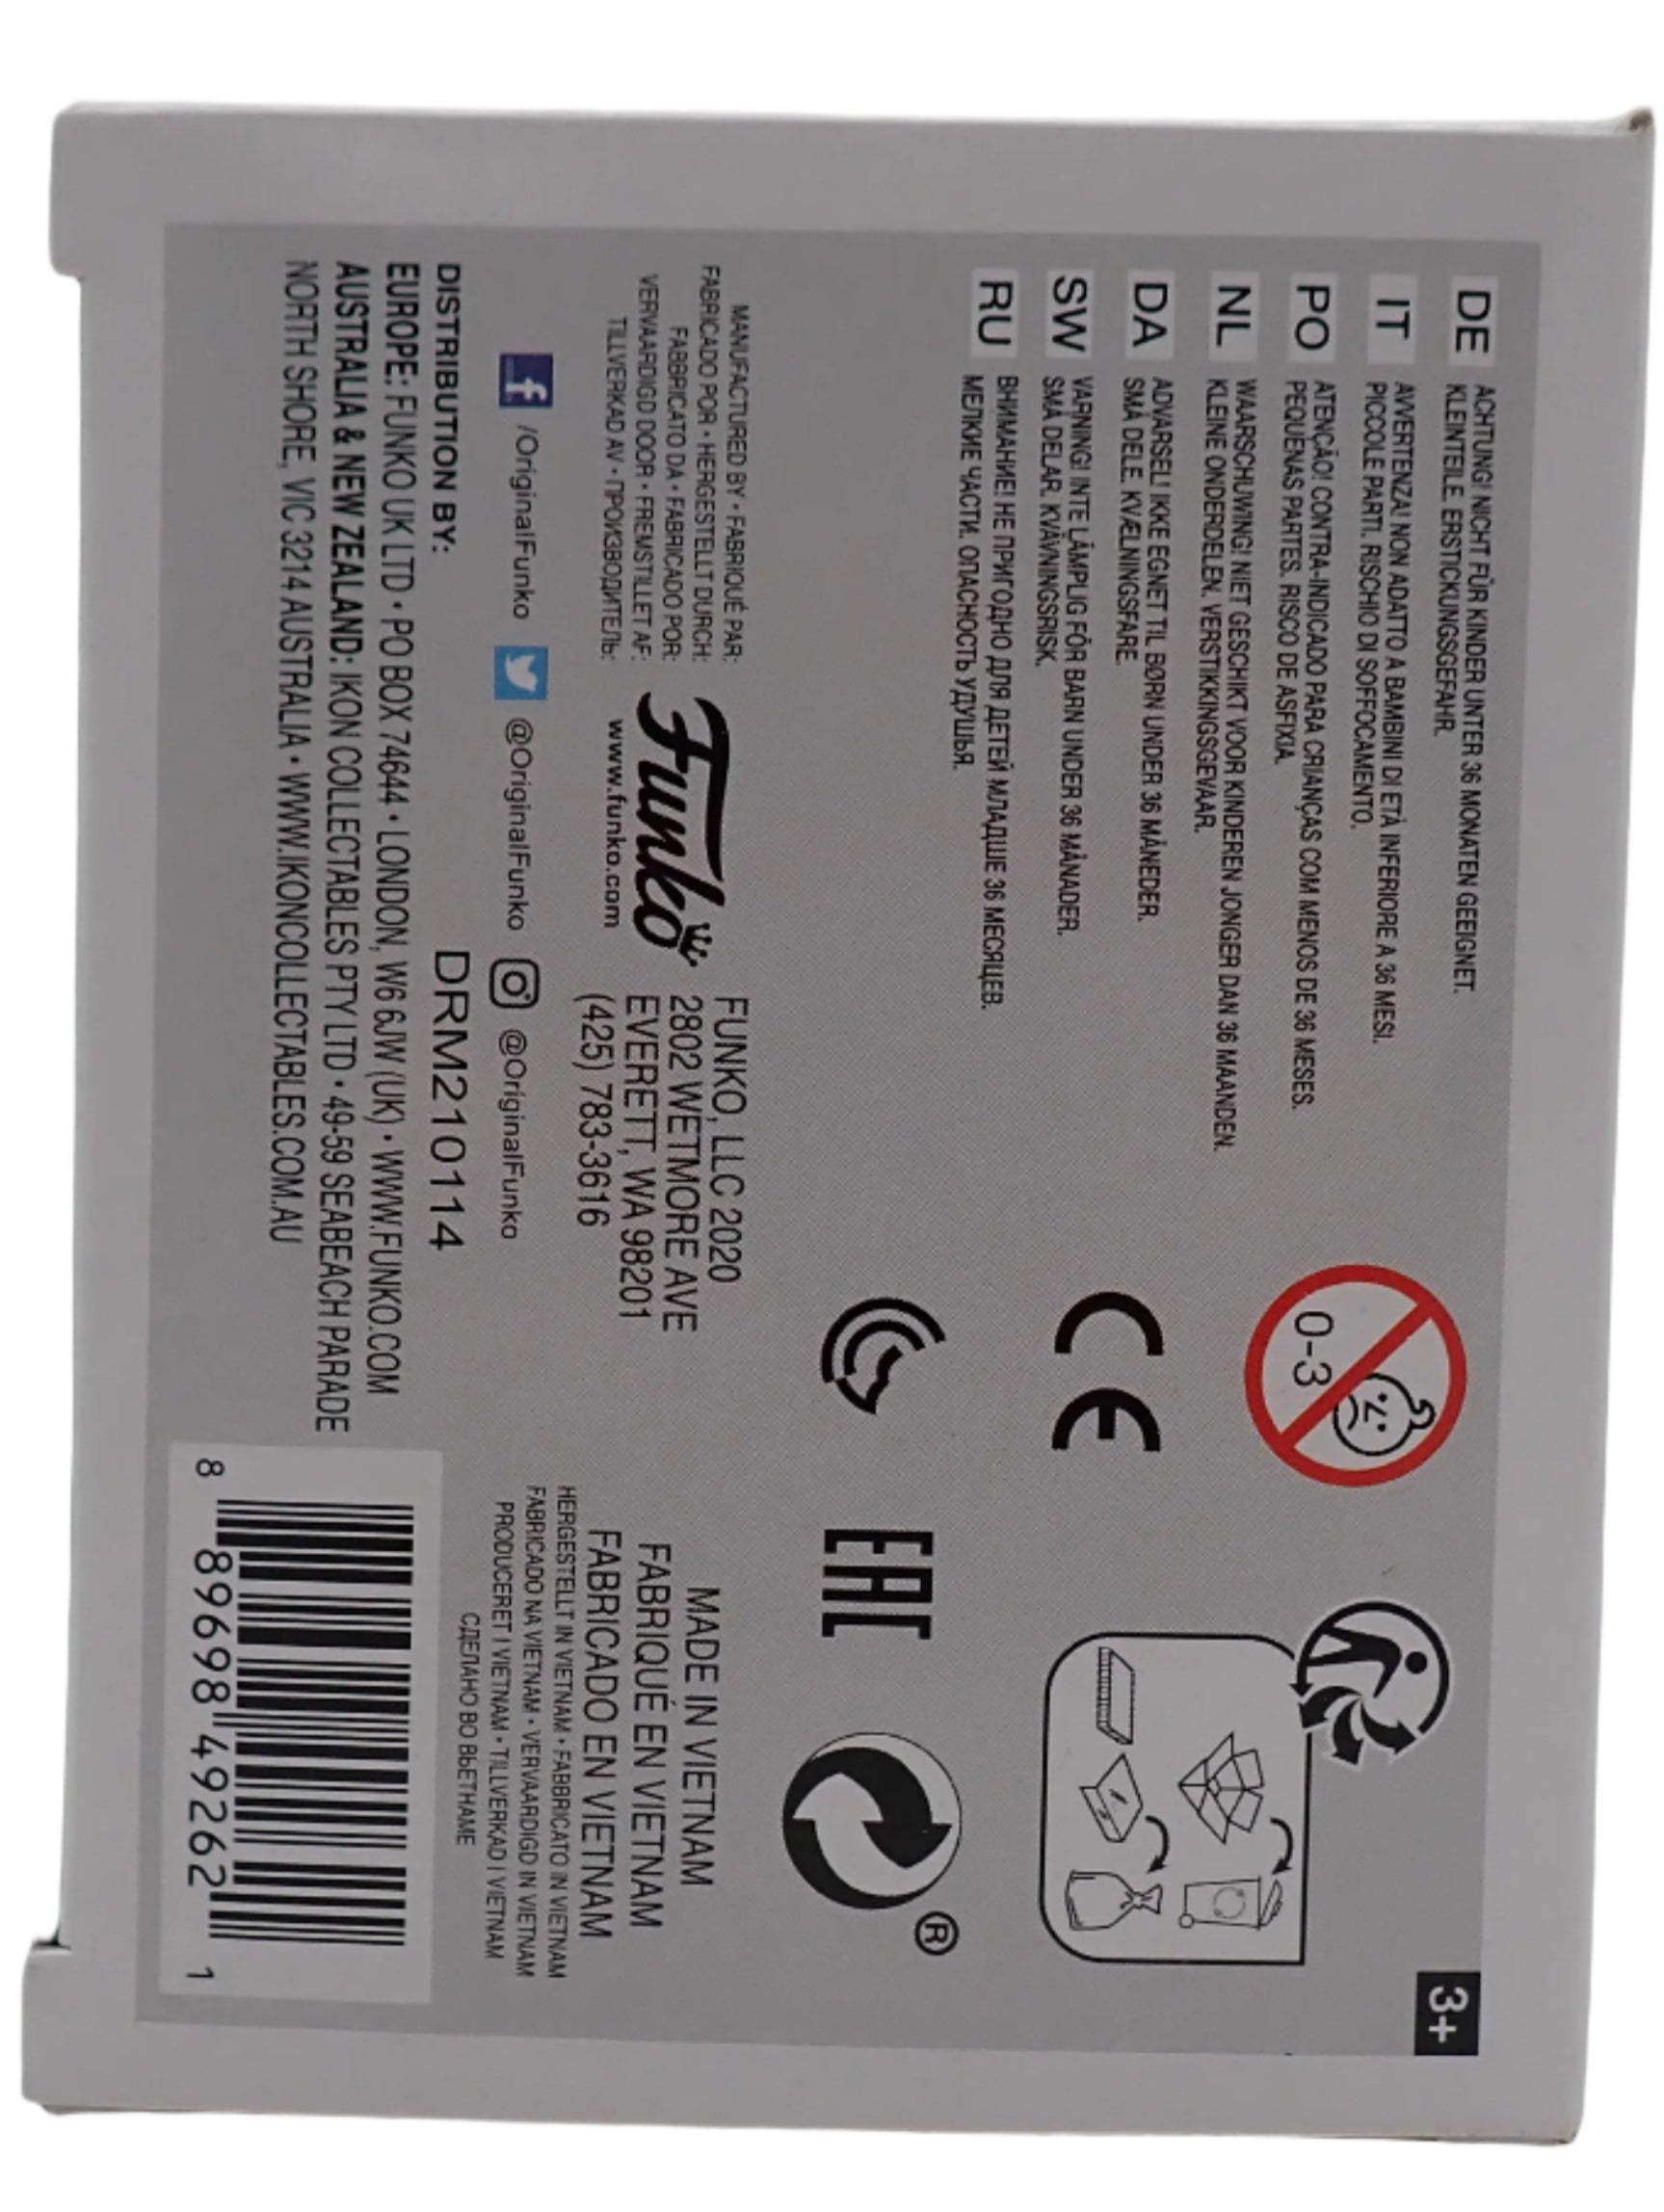 3+
DE ACHTUNG! NICHT FÜR KINDER UNTER 36 MONATEN GEEIGNET.
KLEINTEILE. ERSTICKUNGSGEFAHR.
IT AVVERTENZA! NON ADATTO A BAMBINI DI ETÀ INFERIORE A 36 MESI.
PICCOLE PARTI. RISCHIO DI SOFFOCAMENTO.
PO ATENÇÃO! CONTRA-INDICADO PARA CRIANÇAS COM MENOS DE 36 MESES.
PEQUENAS PARTES. RISCO DE ASFIXIA.
NL WAARSCHUWING! NIET GESCHIKT VOOR KINDEREN JONGER DAN 36 MAANDEN.
KLEINE ONDERDELEN. VERSTIKKINGSGEVAAR.
DA ADVARSEL! IKKE EGNET TIL BØRN UNDER 36 MÅNEDER.
SMÅ DELE. KVÆLNINGSFARE.
SW VARNING! INTE LÄMPLIG FÖR BARN UNDER 36 MÅNADER.
SMÅ DELAR. KVÄVNINGSRISK.
RU ВНИМАНИЕ! НЕ ПРИГОДНО ДЛЯ ДЕТЕЙ МЛАДШЕ 36 МЕСЯЦЕВ.
МЕЛКИЕ ЧАСТИ. ОПАСНОСТЬ УДУШЬЯ.
0-3
CE
EAC
®
MANUFACTURED BY • FABRIQUÉ PAR:
FABRICADO POR • HERGESTELLT DURCH:
FABBRICATO DA • FABRICADO POR:
VERVAARDIGD DOOR • FREMSTILLET AF:
TILLVERKAD AV • ПРОИЗВОДИТЕЛЬ:
Funko
www.funko.com
FUNKO, LLC 2020
2802 WETMORE AVE
EVERETT, WA 98201
(425) 783-3616
MADE IN VIETNAM
FABRIQUÉ EN VIETNAM
FABRICADO EN VIETNAM
HERGESTELLT IN VIETNAM • FABBRICATO IN VIETNAM
FABRICADO NA VIETNAM • VERVAARDIGD IN VIETNAM
PRODUCERET I VIETNAM • TILLVERKAD I VIETNAM
СДЕЛАНО ВО ВЬЕТНАМЕ
f /OriginalFunko @OriginalFunko @OriginalFunko
DISTRIBUTION BY: DRM210114
EUROPE: FUNKO UK LTD • PO BOX 74644 • LONDON, W6 6JW (UK) • WWW.FUNKO.COM
AUSTRALIA & NEW ZEALAND: IKON COLLECTABLES PTY LTD • 49-59 SEABEACH PARADE
NORTH SHORE, VIC 3214 AUSTRALIA • WWW.IKONCOLLECTABLES.COM.AU
8 89698 49262 1